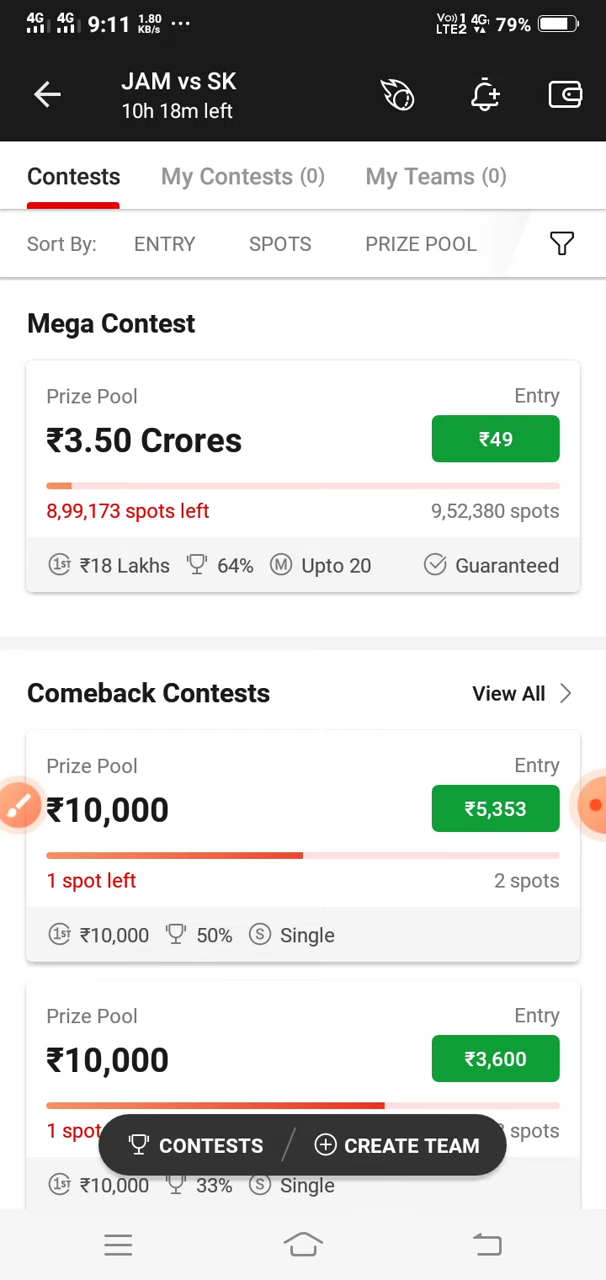 4G 4G 9:11 1.80 KB/s ... Vo) 1 LTE2 4G 79%
JAM vs SK
10h 18m left
Contests My Contests (0) My Teams (0)
Sort By: ENTRY SPOTS PRIZE POOL
Mega Contest
Prize Pool Entry
₹3.50 Crores ₹49
8,99,173 spots left 9,52,380 spots
1ST ₹18 Lakhs 64% M Upto 20 Guaranteed
Comeback Contests View All
Prize Pool Entry
₹10,000 ₹5,353
1 spot left 2 spots
1ST ₹10,000 50% S Single
Prize Pool Entry
₹10,000 ₹3,600
1 spot spots
CONTESTS CREATE TEAM
1ST ₹10,000 33% S Single